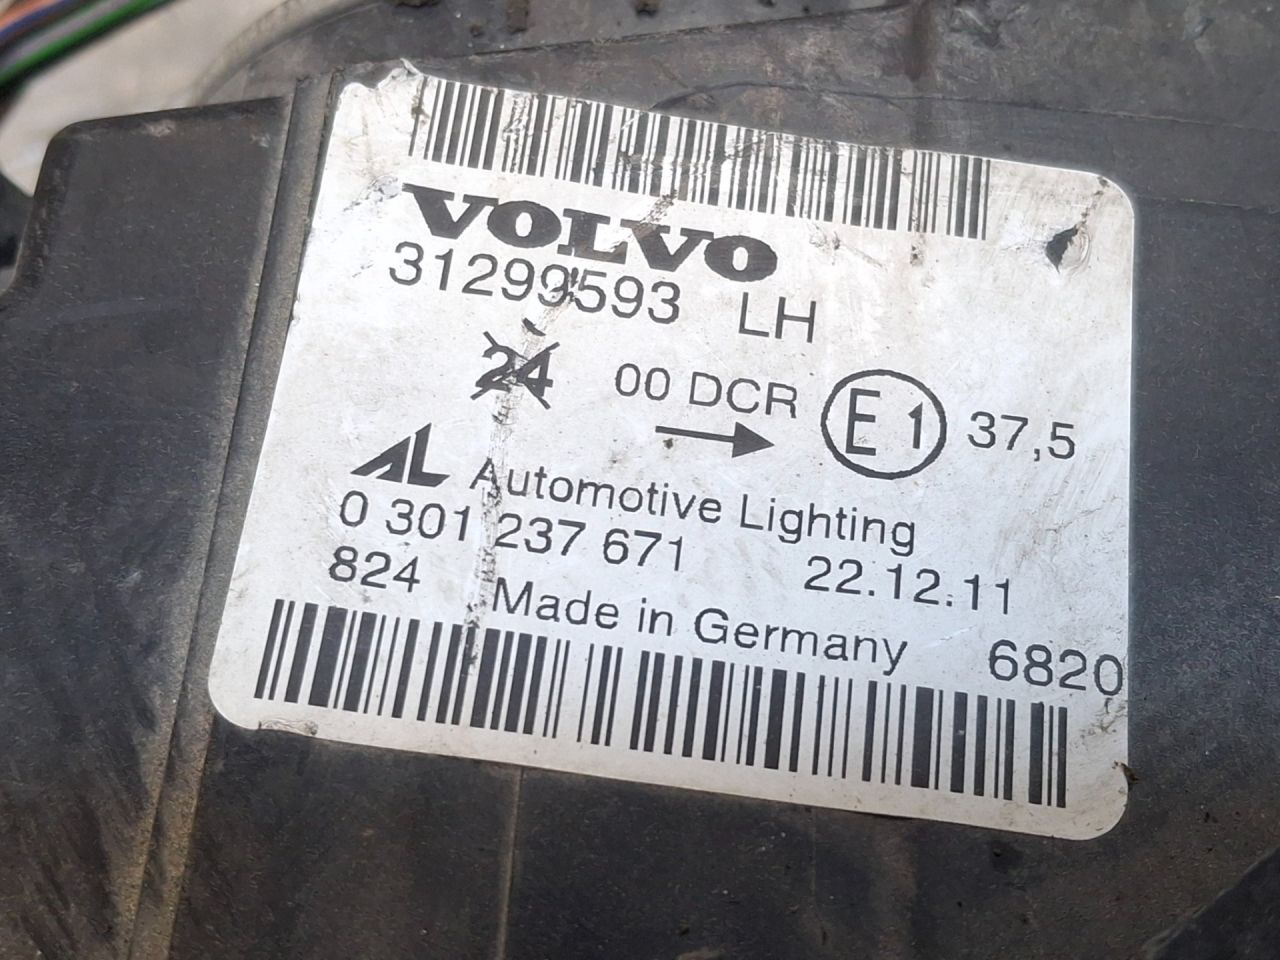 VOLVO
31299593 LH
24 00 DCR E1 37,5
AL Automotive Lighting
0 301 237 671 22.12.11
824 Made in Germany 6820